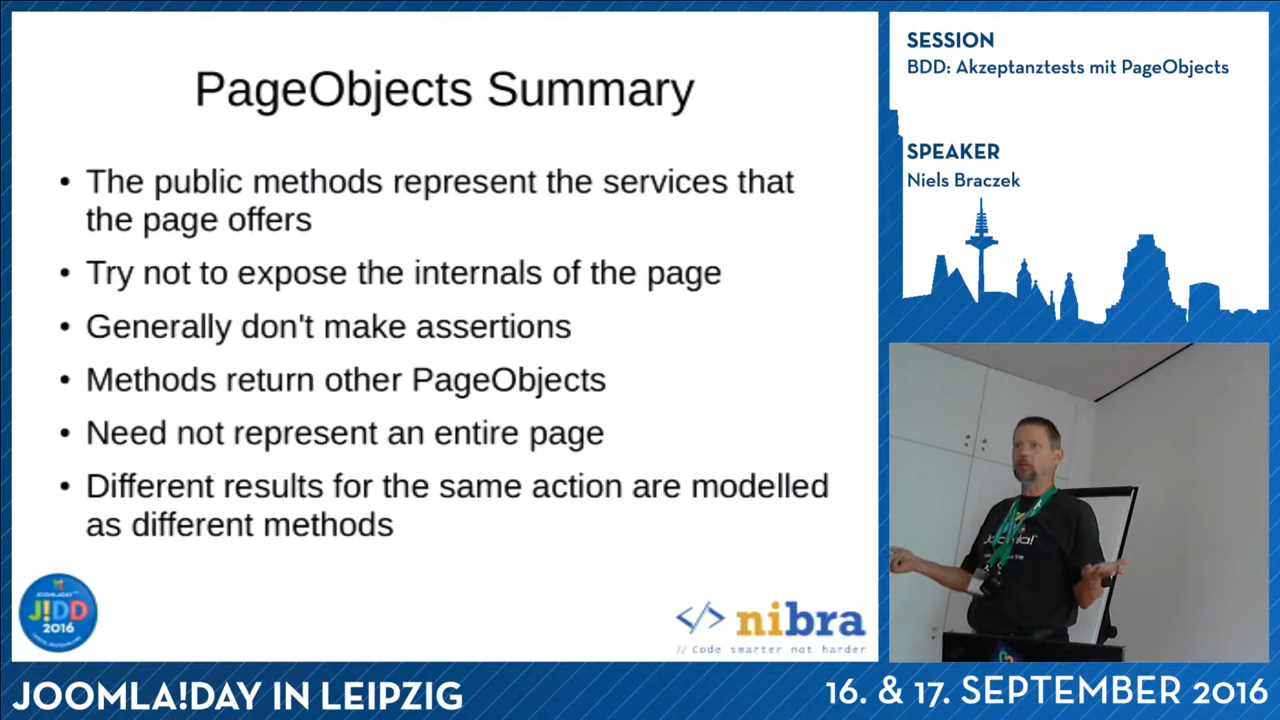 PageObjects Summary
• The public methods represent the services that
the page offers
• Try not to expose the internals of the page
• Generally don't make assertions
• Methods return other PageObjects
• Need not represent an entire page
• Different results for the same action are modelled
as different methods
JOOMLADAY
J!DD
2016
</> nibra
// Code smarter not harder
SESSION
BDD: Akzeptanztests mit PageObjects
SPEAKER
Niels Braczek
Joomla!
JOOMLA!DAY IN LEIPZIG
16. & 17. SEPTEMBER 2016